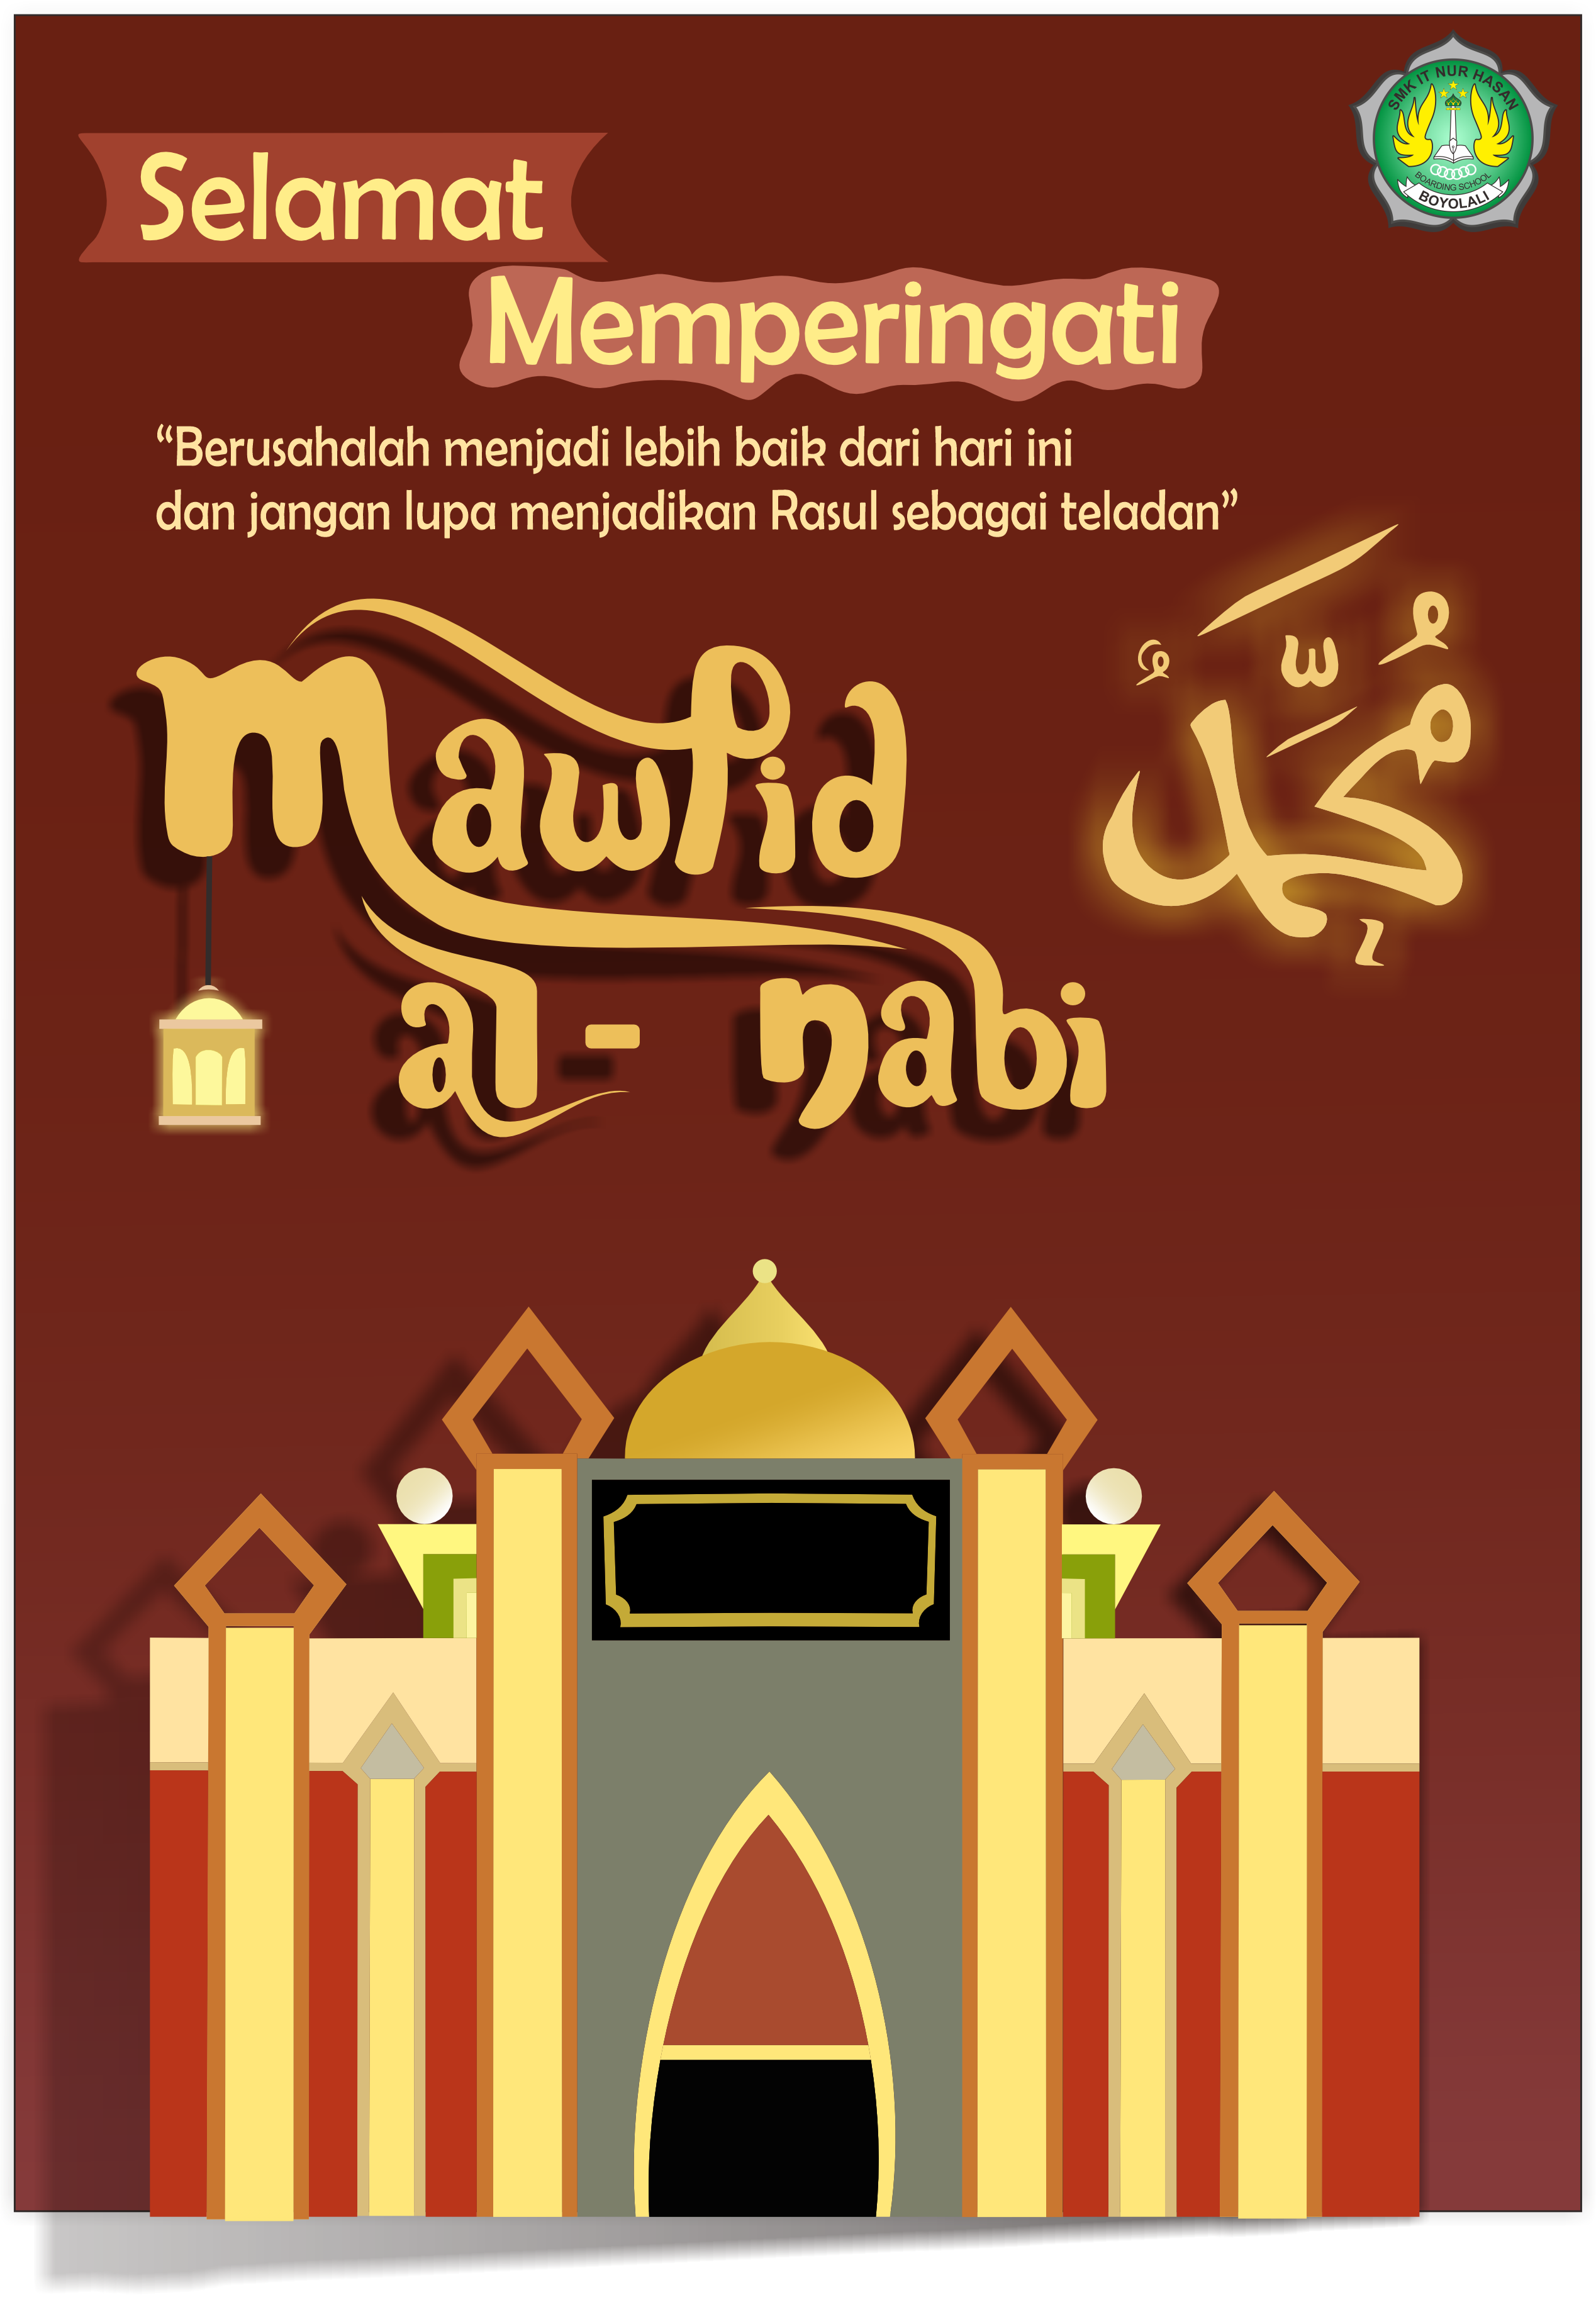 SMK IT NUR HASAN
BOARDING SCHOOL
BOYOLALI
Selamat
Memperingati
“Berusahalah menjadi lebih baik dari hari ini
dan jangan lupa menjadikan Rasul sebagai teladan”
مُحَمَّدٌ
mawlid
al- nabi